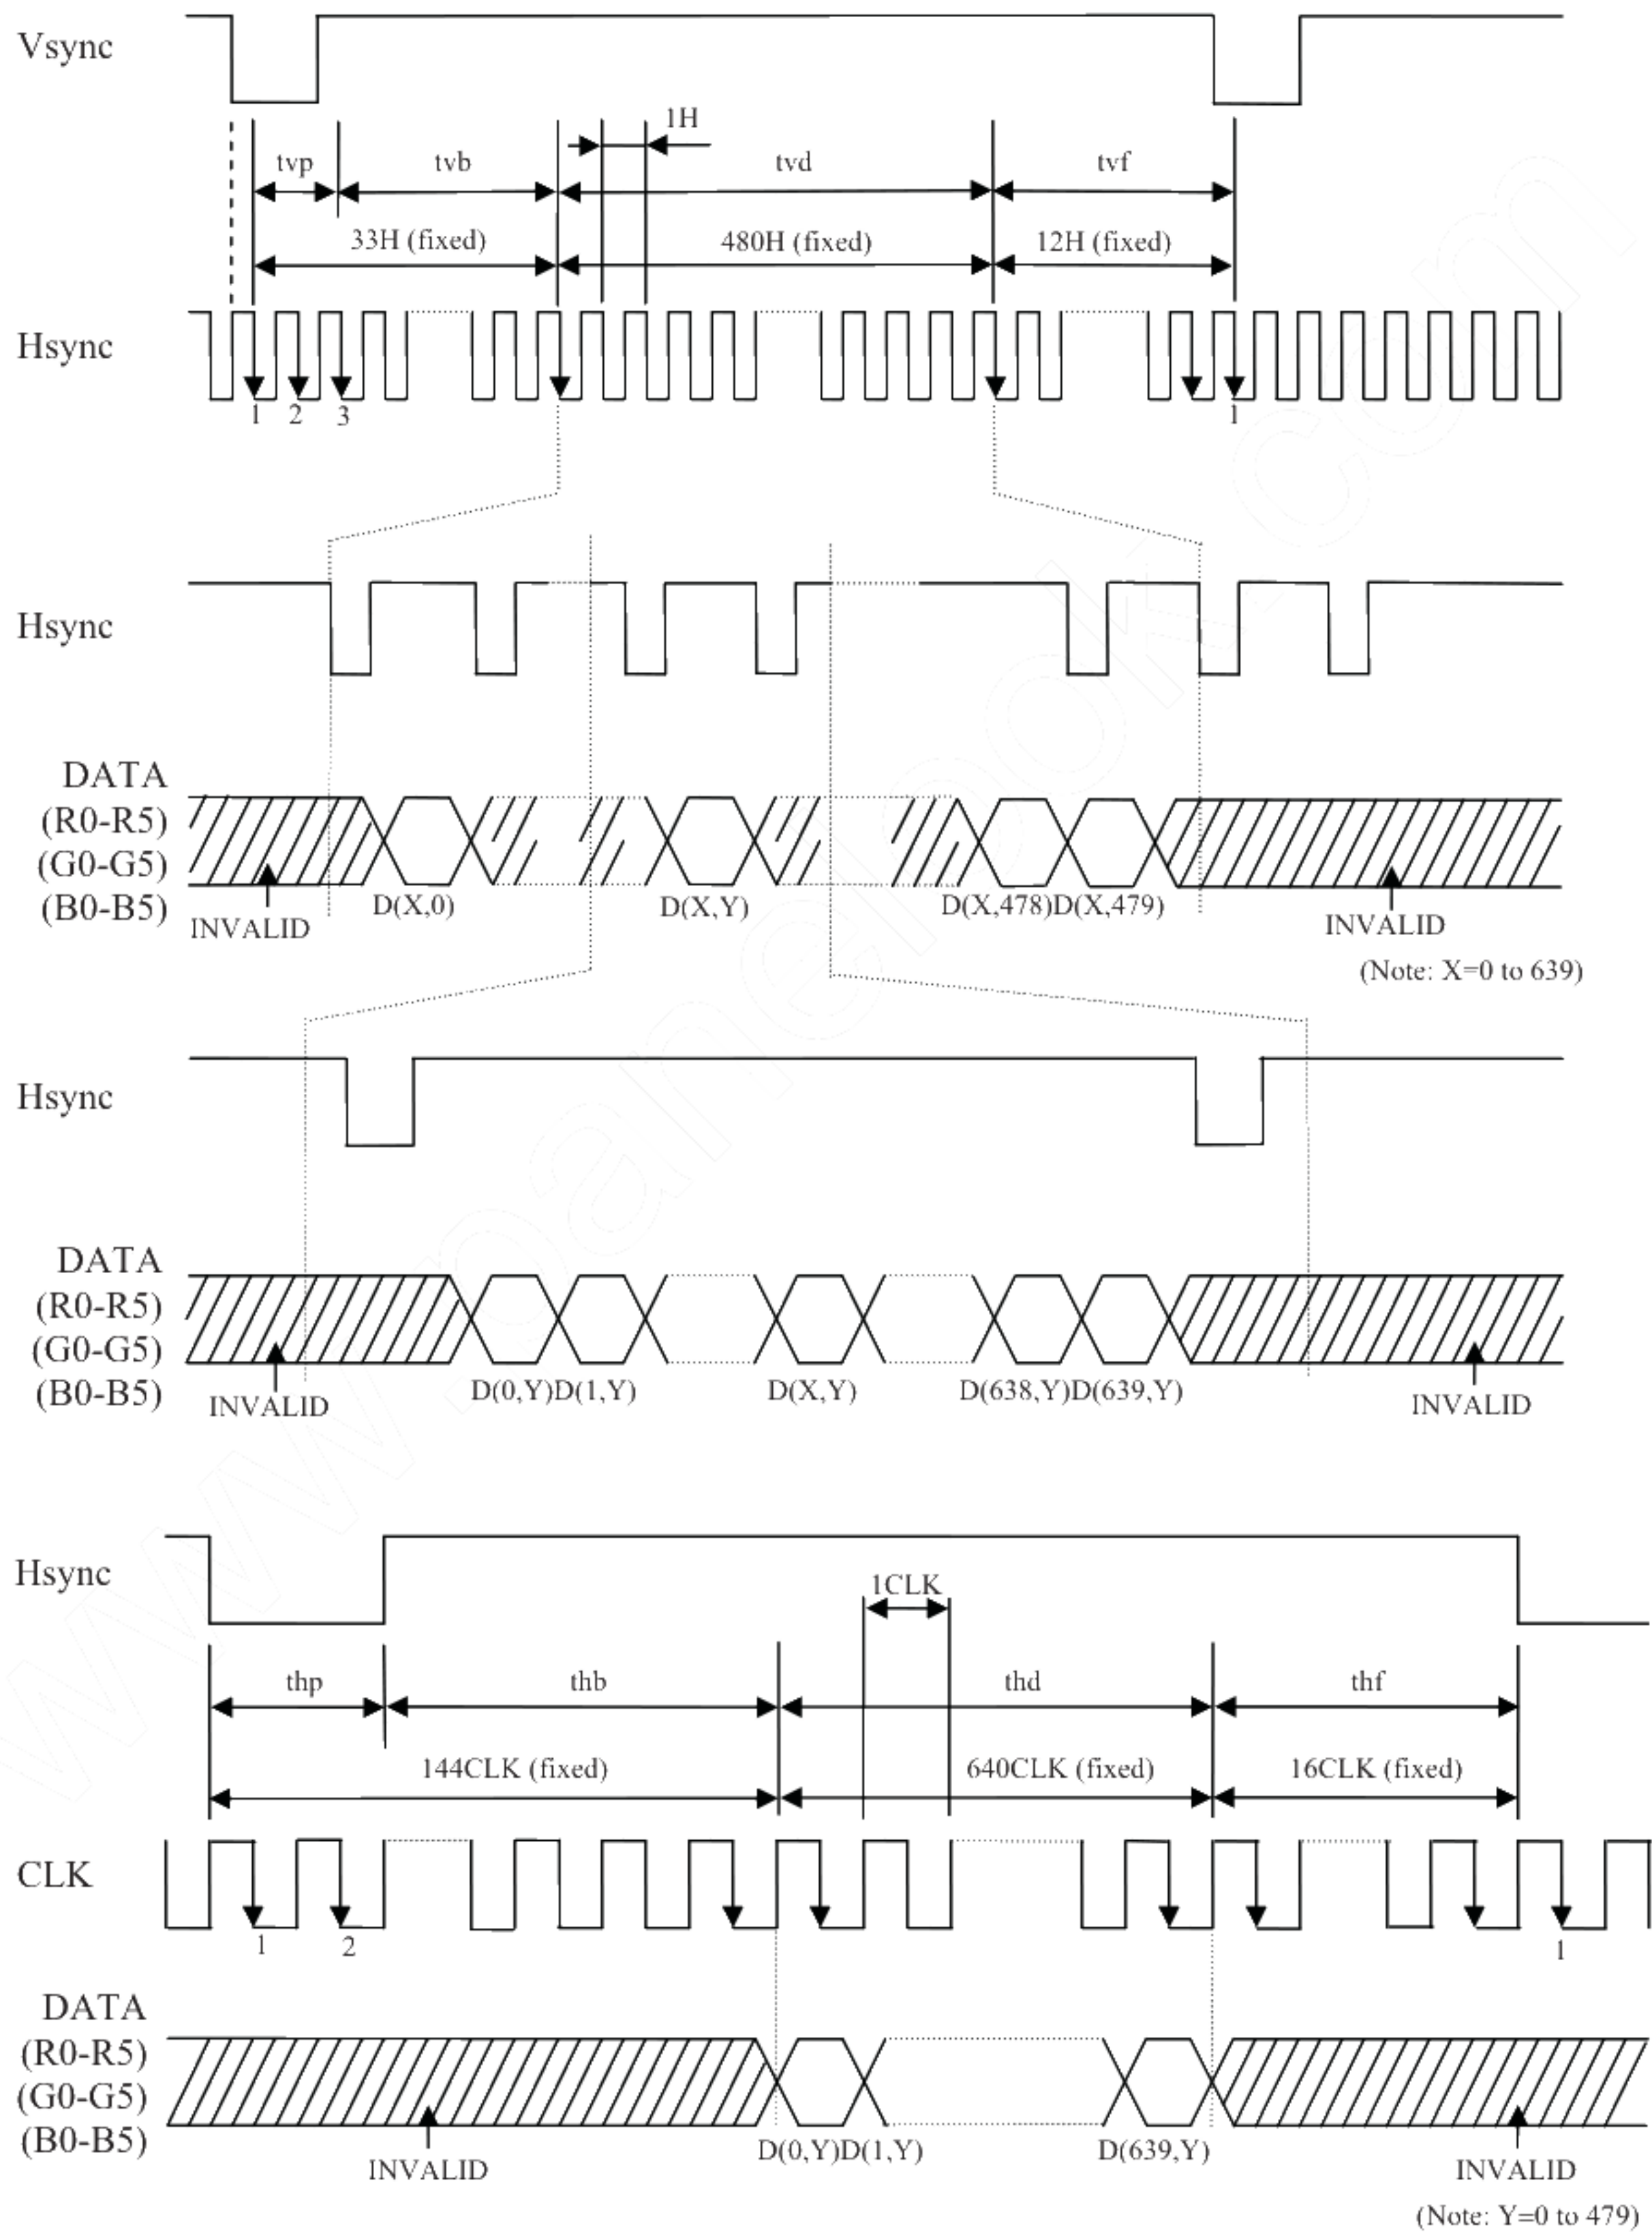 Vsync
1H
tvp tvb tvd tvf
33H (fixed) 480H (fixed) 12H (fixed)
Hsync
1 2 3 1
Hsync
DATA
(R0-R5)
(G0-G5)
(B0-B5)
D(X,0) D(X,Y) D(X,478)D(X,479)
INVALID INVALID
(Note: X=0 to 639)
Hsync
DATA
(R0-R5)
(G0-G5)
(B0-B5)
D(0,Y)D(1,Y) D(X,Y) D(638,Y)D(639,Y)
INVALID INVALID
Hsync
1CLK
thp thb thd thf
144CLK (fixed) 640CLK (fixed) 16CLK (fixed)
CLK
1 2 1
DATA
(R0-R5)
(G0-G5)
(B0-B5)
D(0,Y)D(1,Y) D(639,Y)
INVALID INVALID
(Note: Y=0 to 479)
www.panelook.com